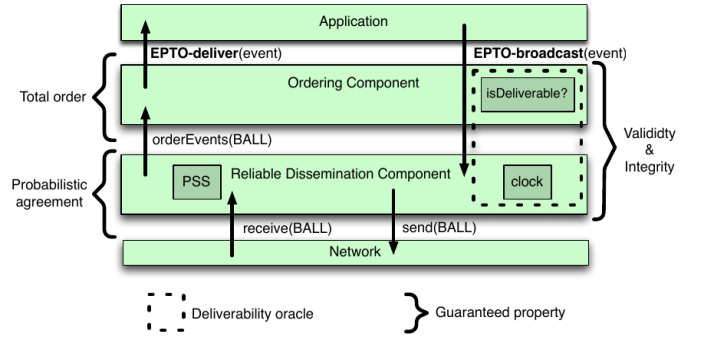 Application
EPTO-deliver(event)
EPTO-broadcast(event)
Ordering Component
isDeliverable?
Total order
orderEvents(BALL)
Valididty
&
Integrity
Probabilistic
agreement
PSS
Reliable Dissemination Component
clock
receive(BALL)
send(BALL)
Network
Deliverability oracle
Guaranteed property